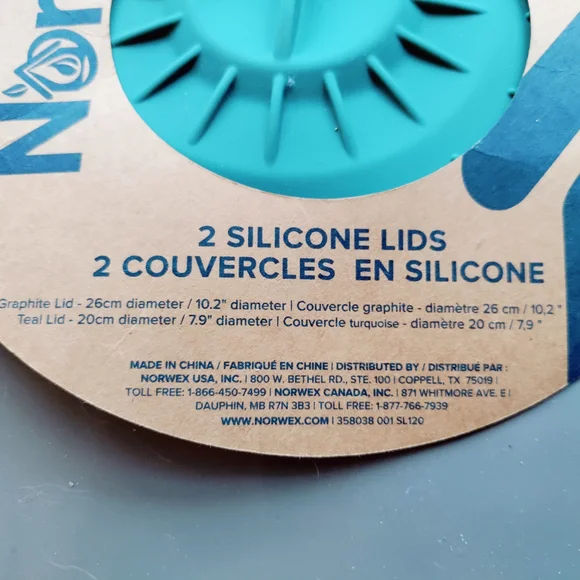 Nor
2 SILICONE LIDS
2 COUVERCLES EN SILICONE
Graphite Lid - 26cm diameter / 10.2" diameter | Couvercle graphite - diamètre 26 cm / 10,2 "
Teal Lid - 20cm diameter / 7.9" diameter | Couvercle turquoise - diamètre 20 cm / 7,9 "
MADE IN CHINA / FABRIQUÉ EN CHINE | DISTRIBUTED BY / DISTRIBUÉ PAR :
NORWEX USA, INC. | 800 W. BETHEL RD., STE. 100 | COPPELL, TX 75019 |
TOLL FREE: 1-866-450-7499 | NORWEX CANADA, INC. | 871 WHITMORE AVE. E |
DAUPHIN, MB R7N 3B3 | TOLL FREE: 1-877-766-7939
WWW.NORWEX.COM | 358038 001 SL120